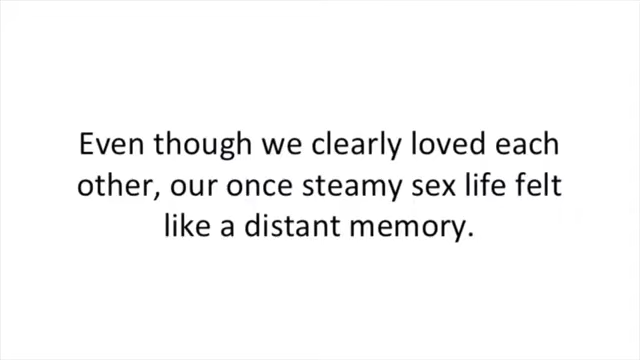 Even though we clearly loved each
other, our once steamy sex life felt
like a distant memory.